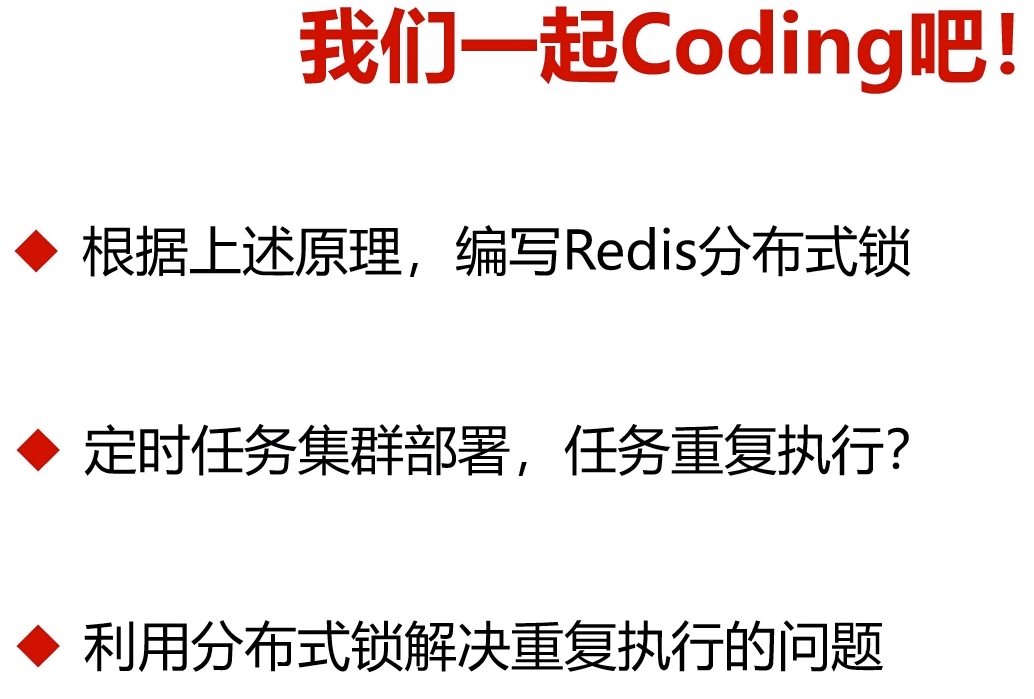 我们一起Coding吧！
根据上述原理，编写Redis分布式锁
定时任务集群部署，任务重复执行？
利用分布式锁解决重复执行的问题